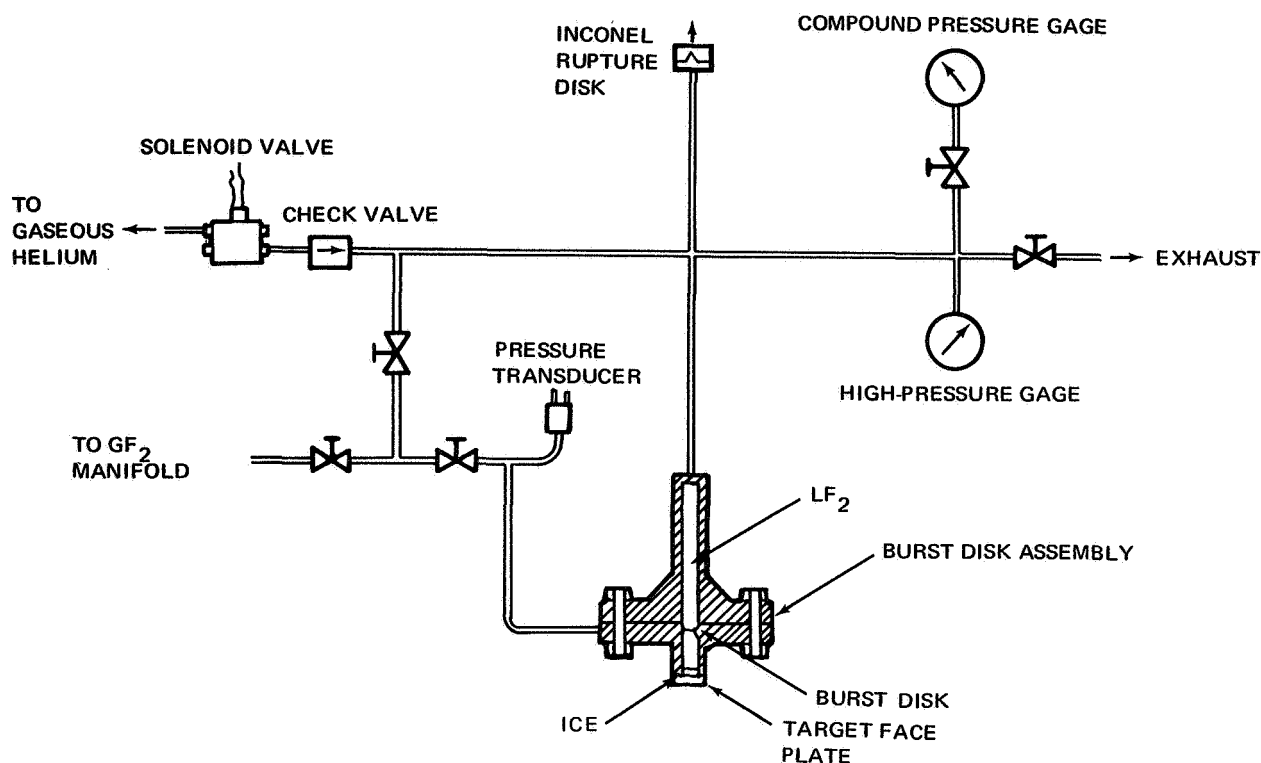 INCONEL
RUPTURE
DISK
COMPOUND PRESSURE GAGE
SOLENOID VALVE
TO
GASEOUS
HELIUM
CHECK VALVE
EXHAUST
PRESSURE
TRANSDUCER
HIGH-PRESSURE GAGE
TO GF2
MANIFOLD
LF2
BURST DISK ASSEMBLY
BURST DISK
ICE
TARGET FACE
PLATE